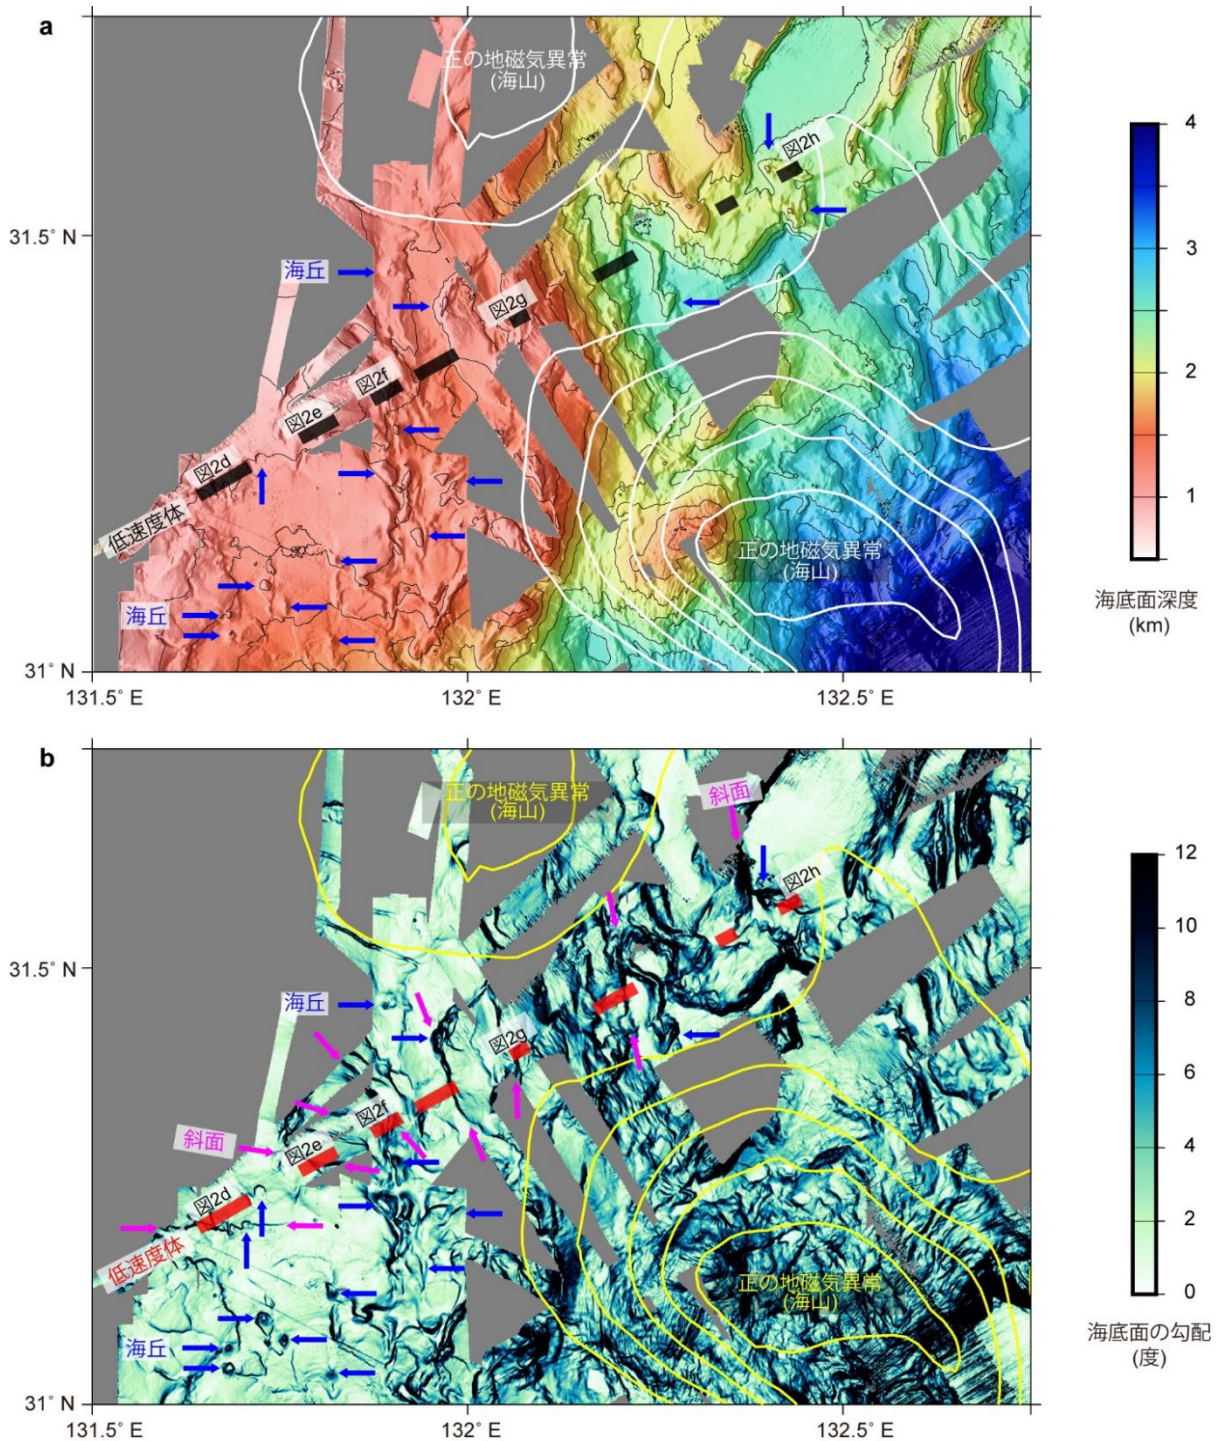 a
正の地磁気異常
(海山)
図2h
31.5° N
海丘
図2g
図2f
図2e
図2d
低速度体
正の地磁気異常
(海山)
海丘
31° N
131.5° E
132° E
132.5° E
4
3
2
1
海底面深度
(km)
b
正の地磁気異常
(海山)
斜面
図2h
31.5° N
海丘
図2g
図2f
斜面
図2e
図2d
低速度体
正の地磁気異常
(海山)
海丘
31° N
131.5° E
132° E
132.5° E
12
10
8
6
4
2
0
海底面の勾配
(度)